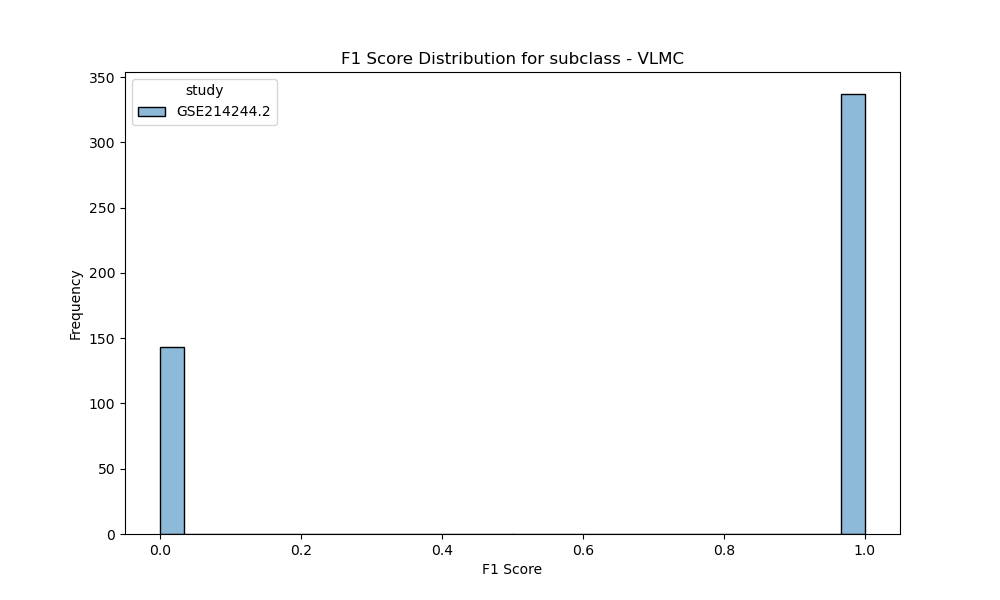 F1 Score Distribution for subclass - VLMC
study
GSE214244.2
350
300
250
200
150
100
50
0
Frequency
0.0 0.2 0.4 0.6 0.8 1.0
F1 Score